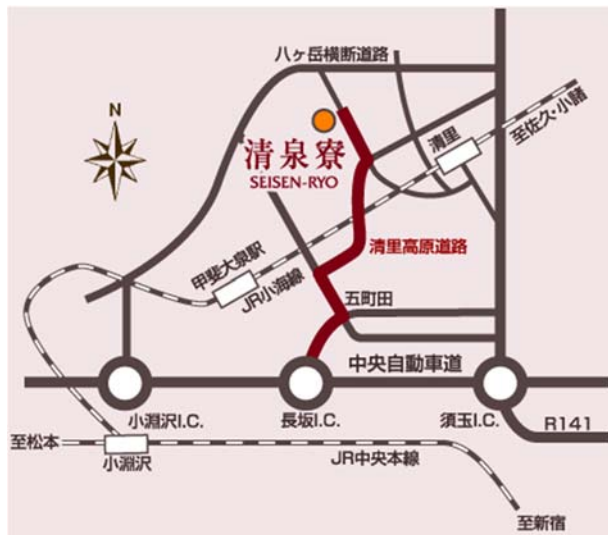 八ヶ岳横断道路
N
清泉寮
SEISEN-RYO
清里
至佐久・小諸
清里高原道路
甲斐大泉駅
JR小海線
五町田
中央自動車道
小淵沢I.C.
長坂I.C.
須玉I.C.
R141
至松本
小淵沢
JR中央本線
至新宿